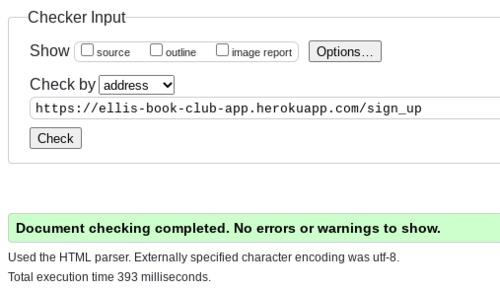 Checker Input
Show source outline image report Options...
Check by address
https://ellis-book-club-app.herokuapp.com/sign_up
Check
Document checking completed. No errors or warnings to show.
Used the HTML parser. Externally specified character encoding was utf-8.
Total execution time 393 milliseconds.